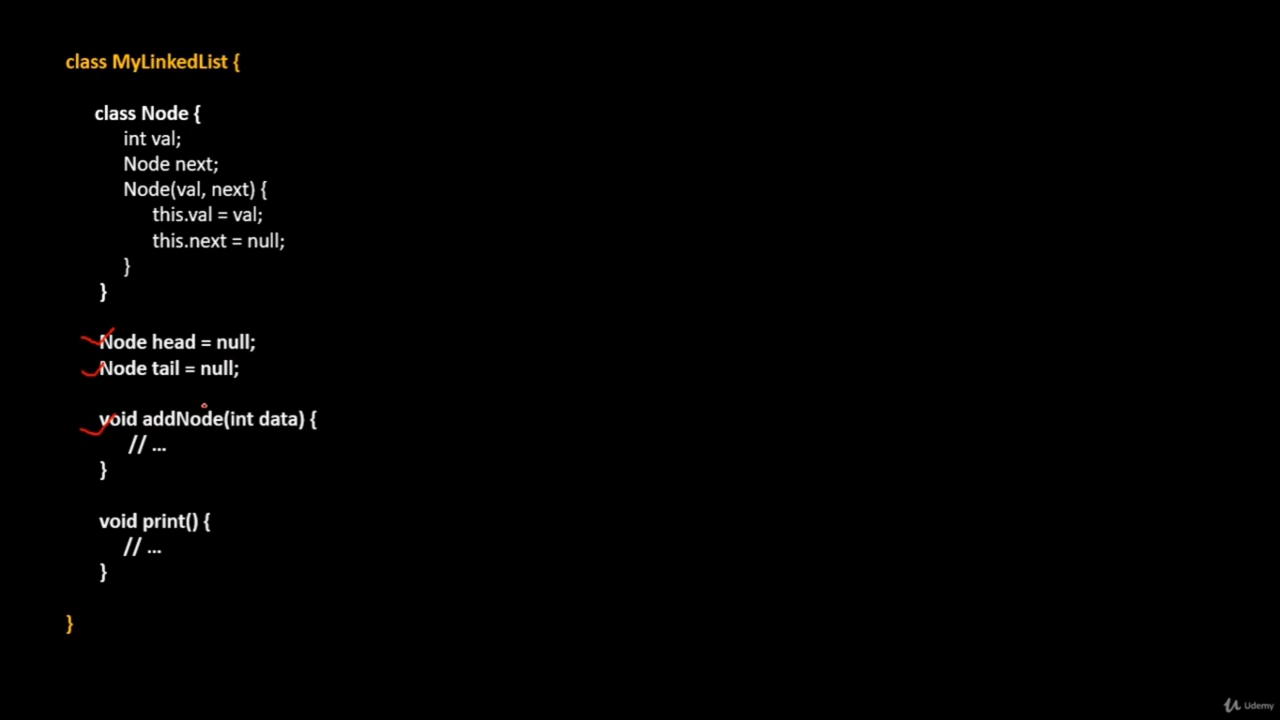 class MyLinkedList {
class Node {
int val;
Node next;
Node(val, next) {
this.val = val;
this.next = null;
}
}
Node head = null;
Node tail = null;
void addNode(int data) {
// ...
}
void print() {
// ...
}
}
Udemy